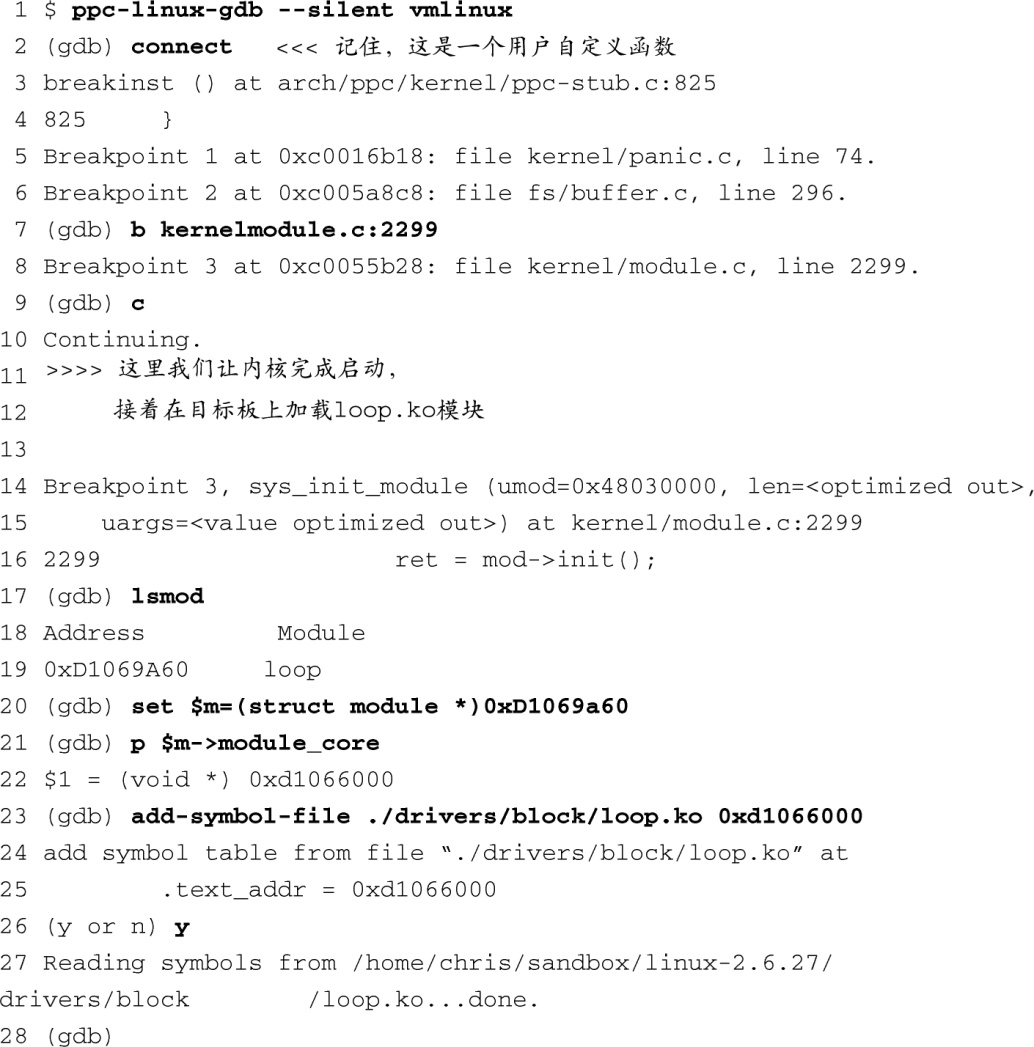 1 $ ppc-linux-gdb --silent vmlinux
2 (gdb) connect   <<< 记住，这是一个用户自定义函数
3 breakinst () at arch/ppc/kernel/ppc-stub.c:825
4 825     }
5 Breakpoint 1 at 0xc0016b18: file kernel/panic.c, line 74.
6 Breakpoint 2 at 0xc005a8c8: file fs/buffer.c, line 296.
7 (gdb) b kernelmodule.c:2299
8 Breakpoint 3 at 0xc0055b28: file kernel/module.c, line 2299.
9 (gdb) c
10 Continuing.
11 >>>> 这里我们让内核完成启动，
12     接着在目标板上加载loop.ko模块
13
14 Breakpoint 3, sys_init_module (umod=0x48030000, len=<optimized out>,
15     uargs=<value optimized out>) at kernel/module.c:2299
16 2299                    ret = mod->init();
17 (gdb) lsmod
18 Address         Module
19 0xD1069A60     loop
20 (gdb) set $m=(struct module *)0xD1069a60
21 (gdb) p $m->module_core
22 $1 = (void *) 0xd1066000
23 (gdb) add-symbol-file ./drivers/block/loop.ko 0xd1066000
24 add symbol table from file “./drivers/block/loop.ko” at
25         .text_addr = 0xd1066000
26 (y or n) y
27 Reading symbols from /home/chris/sandbox/linux-2.6.27/
drivers/block        /loop.ko...done.
28 (gdb)